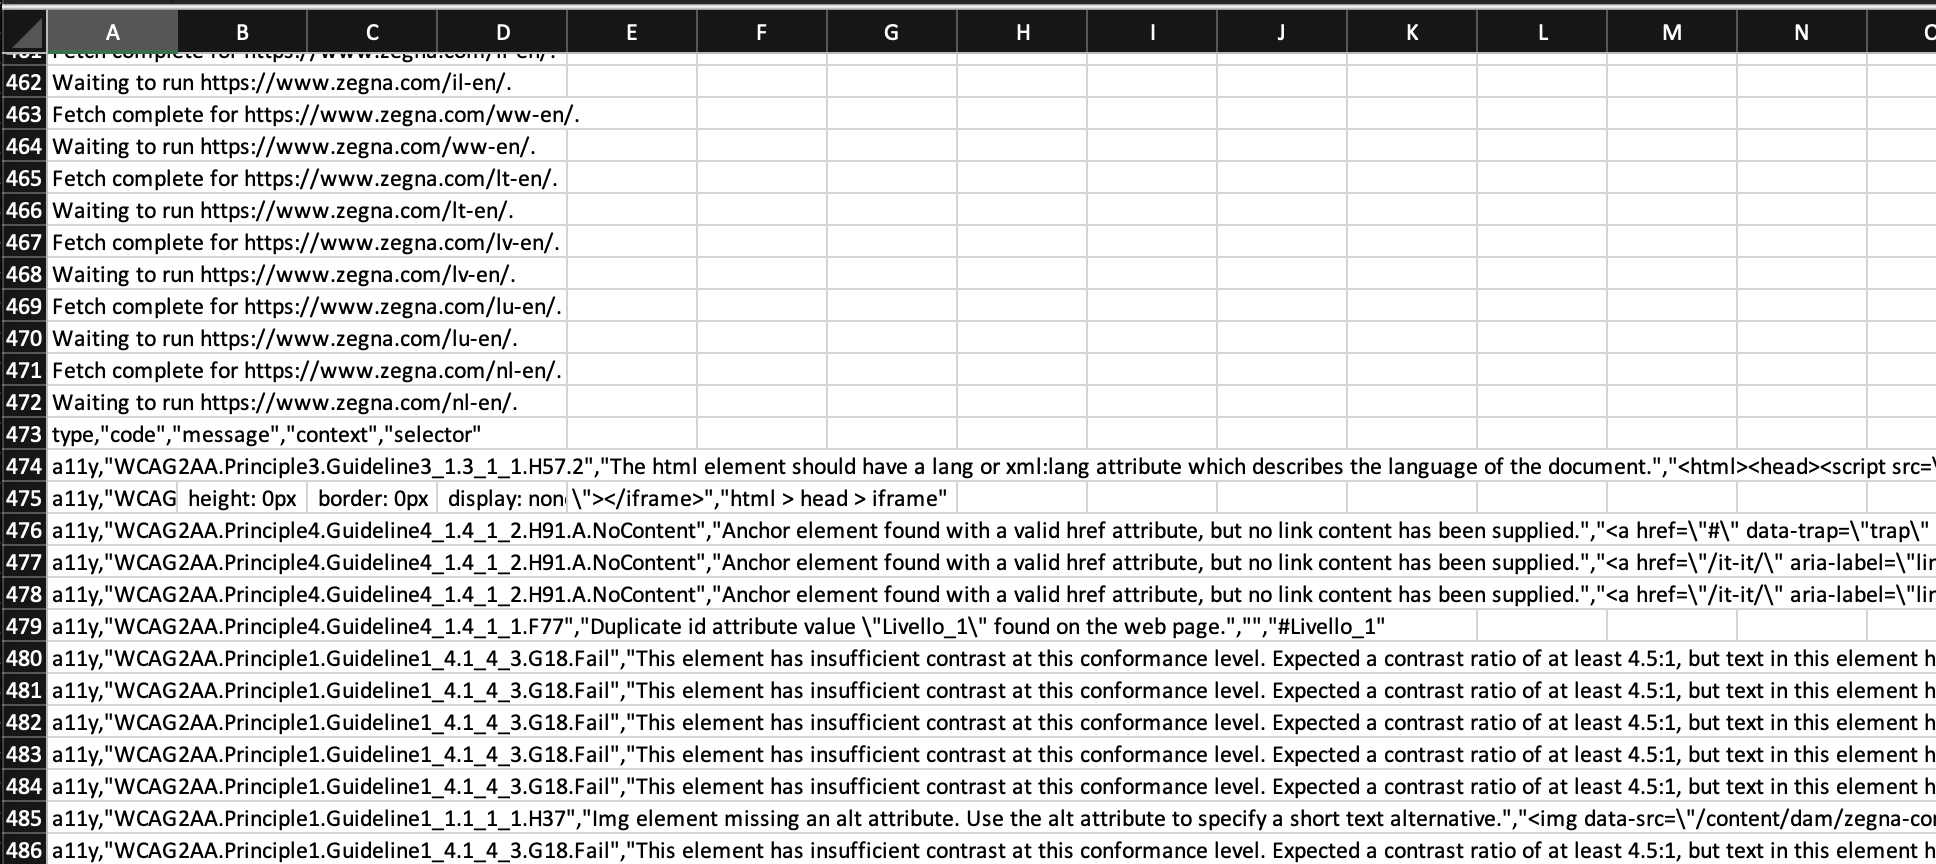 A B C D E F G H I J K L M N
461 Fetch complete for https://www.zegna.com/il-en/.
462 Waiting to run https://www.zegna.com/il-en/.
463 Fetch complete for https://www.zegna.com/ww-en/.
464 Waiting to run https://www.zegna.com/ww-en/.
465 Fetch complete for https://www.zegna.com/lt-en/.
466 Waiting to run https://www.zegna.com/lt-en/.
467 Fetch complete for https://www.zegna.com/lv-en/.
468 Waiting to run https://www.zegna.com/lv-en/.
469 Fetch complete for https://www.zegna.com/lu-en/.
470 Waiting to run https://www.zegna.com/lu-en/.
471 Fetch complete for https://www.zegna.com/nl-en/.
472 Waiting to run https://www.zegna.com/nl-en/.
473 type,"code","message","context","selector"
474 a11y,"WCAG2AA.Principle3.Guideline3_1.3_1_1.H57.2","The html element should have a lang or xml:lang attribute which describes the language of the document.","<html><head><script src=\
475 a11y,"WCAG height: 0px border: 0px display: non \"></iframe>","html > head > iframe"
476 a11y,"WCAG2AA.Principle4.Guideline4_1.4_1_2.H91.A.NoContent","Anchor element found with a valid href attribute, but no link content has been supplied.","<a href=\"#\" data-trap=\"trap\"
477 a11y,"WCAG2AA.Principle4.Guideline4_1.4_1_2.H91.A.NoContent","Anchor element found with a valid href attribute, but no link content has been supplied.","<a href=\"/it-it/\" aria-label=\"lin
478 a11y,"WCAG2AA.Principle4.Guideline4_1.4_1_2.H91.A.NoContent","Anchor element found with a valid href attribute, but no link content has been supplied.","<a href=\"/it-it/\" aria-label=\"lin
479 a11y,"WCAG2AA.Principle4.Guideline4_1.4_1_1.F77","Duplicate id attribute value \"Livello_1\" found on the web page.","","#Livello_1"
480 a11y,"WCAG2AA.Principle1.Guideline1_4.1_4_3.G18.Fail","This element has insufficient contrast at this conformance level. Expected a contrast ratio of at least 4.5:1, but text in this element h
481 a11y,"WCAG2AA.Principle1.Guideline1_4.1_4_3.G18.Fail","This element has insufficient contrast at this conformance level. Expected a contrast ratio of at least 4.5:1, but text in this element h
482 a11y,"WCAG2AA.Principle1.Guideline1_4.1_4_3.G18.Fail","This element has insufficient contrast at this conformance level. Expected a contrast ratio of at least 4.5:1, but text in this element h
483 a11y,"WCAG2AA.Principle1.Guideline1_4.1_4_3.G18.Fail","This element has insufficient contrast at this conformance level. Expected a contrast ratio of at least 4.5:1, but text in this element h
484 a11y,"WCAG2AA.Principle1.Guideline1_4.1_4_3.G18.Fail","This element has insufficient contrast at this conformance level. Expected a contrast ratio of at least 4.5:1, but text in this element h
485 a11y,"WCAG2AA.Principle1.Guideline1_1.1_1_1.H37","Img element missing an alt attribute. Use the alt attribute to specify a short text alternative.","<img data-src=\"/content/dam/zegna-co
486 a11y,"WCAG2AA.Principle1.Guideline1_4.1_4_3.G18.Fail","This element has insufficient contrast at this conformance level. Expected a contrast ratio of at least 4.5:1, but text in this element h